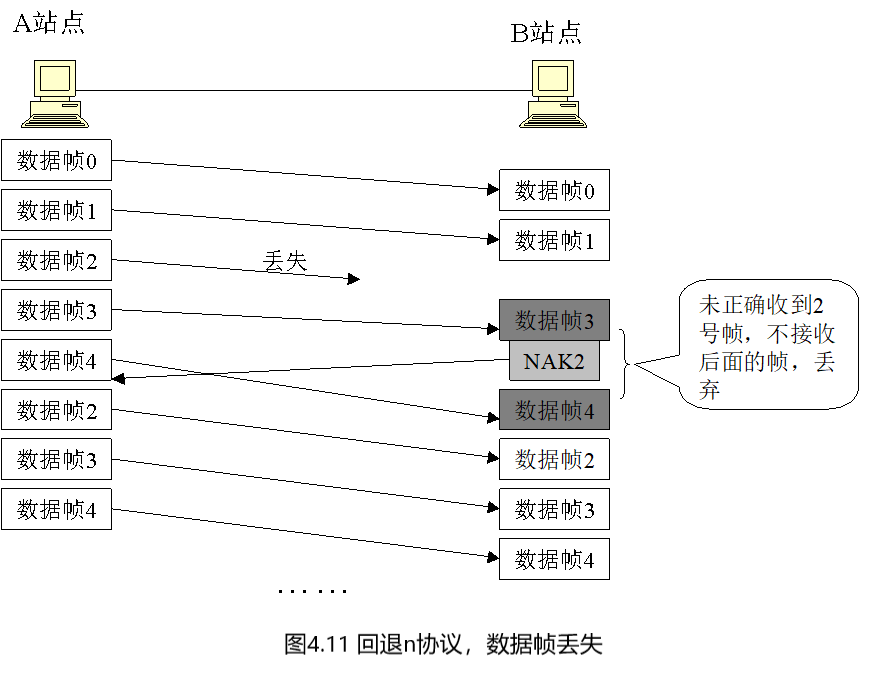 A站点
B站点
数据帧0
数据帧0
数据帧1
数据帧1
数据帧2
丢失
数据帧3
数据帧3
未正确收到2
号帧，不接收
后面的帧，丢
弃
数据帧4
NAK2
数据帧2
数据帧4
数据帧3
数据帧2
数据帧4
数据帧3
数据帧4
……
图4.11 回退n协议，数据帧丢失